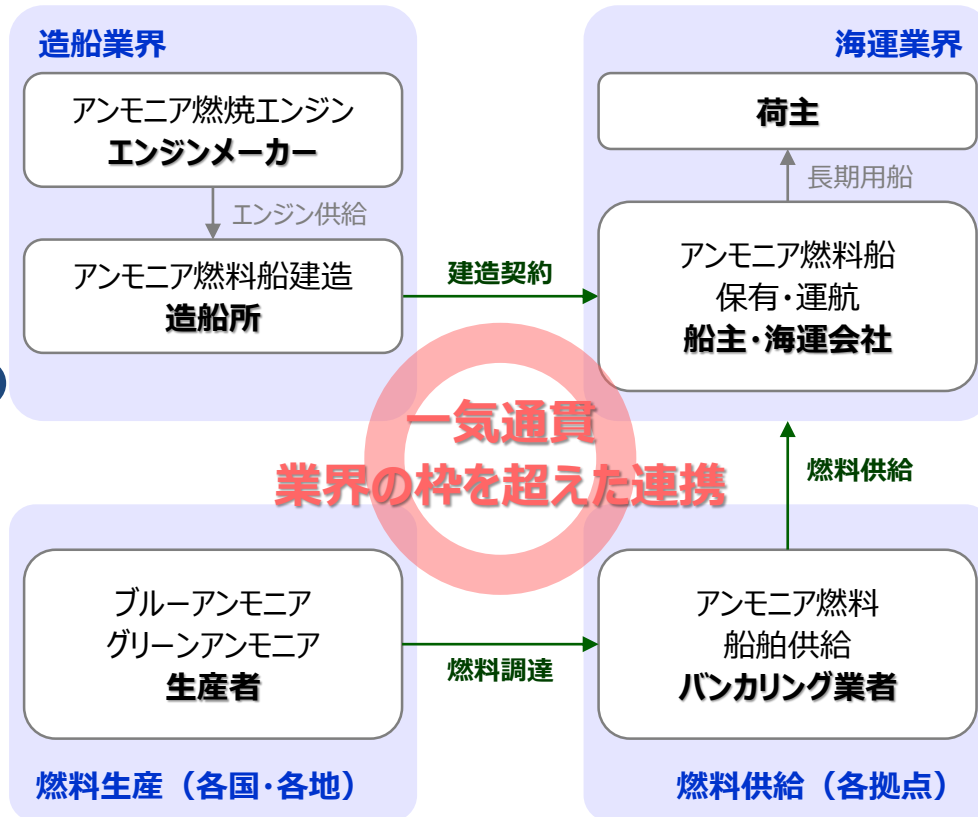 造船業界
アンモニア燃焼エンジン
エンジンメーカー
エンジン供給
アンモニア燃料船建造
造船所
建造契約
海運業界
荷主
長期用船
アンモニア燃料船
保有・運航
船主・海運会社
一気通貫
業界の枠を超えた連携
燃料供給
ブルーアンモニア
グリーンアンモニア
生産者
燃料調達
アンモニア燃料
船舶供給
バンカリング業者
燃料生産（各国・各地）
燃料供給（各拠点）